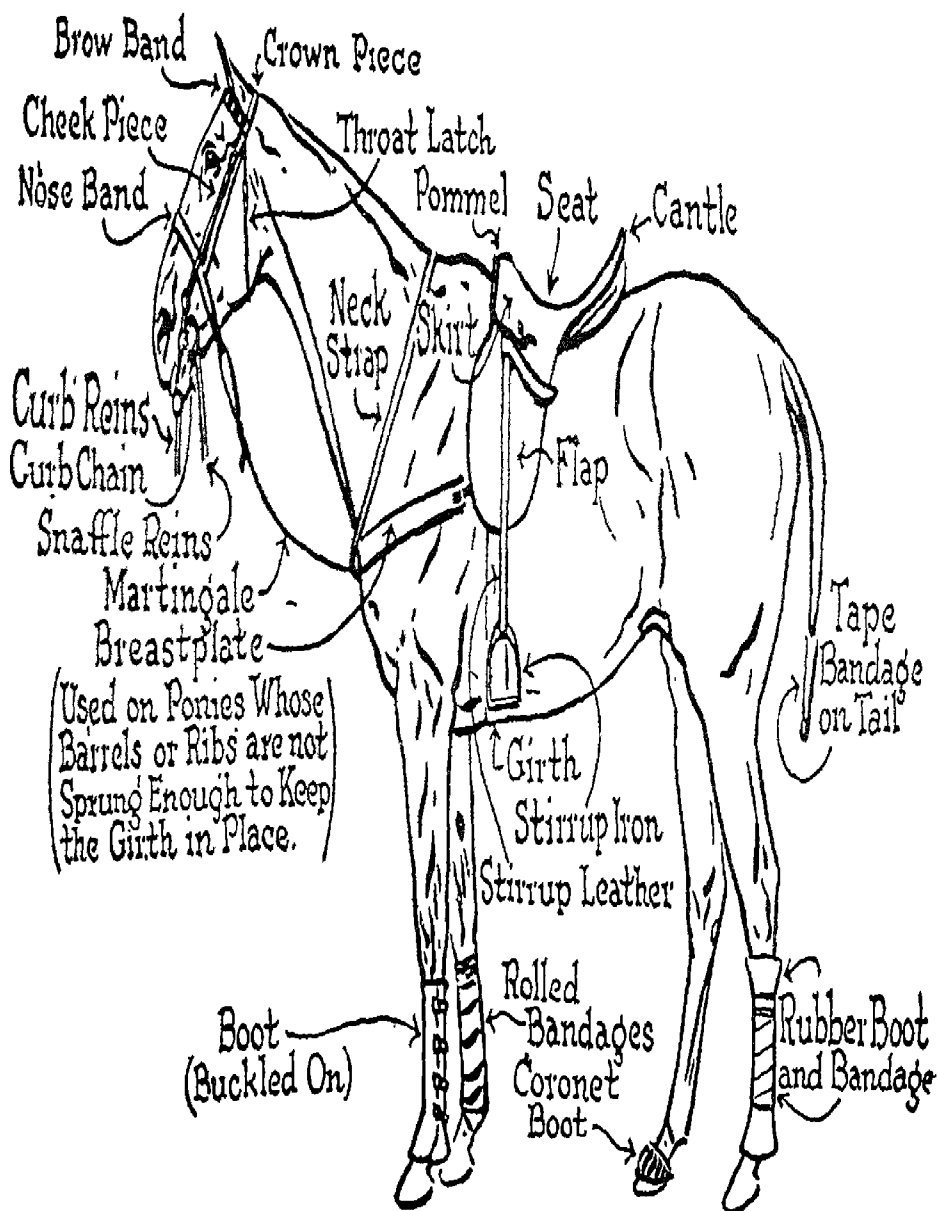 Brow Band
Crown Piece
Cheek Piece
Throat Latch
Nose Band
Pommel
Seat
Cantle
Neck
Strap
Skirt
Curb Reins
Curb Chain
Flap
Snaffle Reins
Martingale
Breastplate
(Used on Ponies Whose
Barrels or Ribs are not
Sprung Enough to Keep
the Girth in Place.)
Tape
Bandage
on Tail
Girth
Stirrup Iron
Stirrup Leather
Boot
(Buckled On)
Rolled
Bandages
Coronet
Boot
Rubber Boot
and Bandage